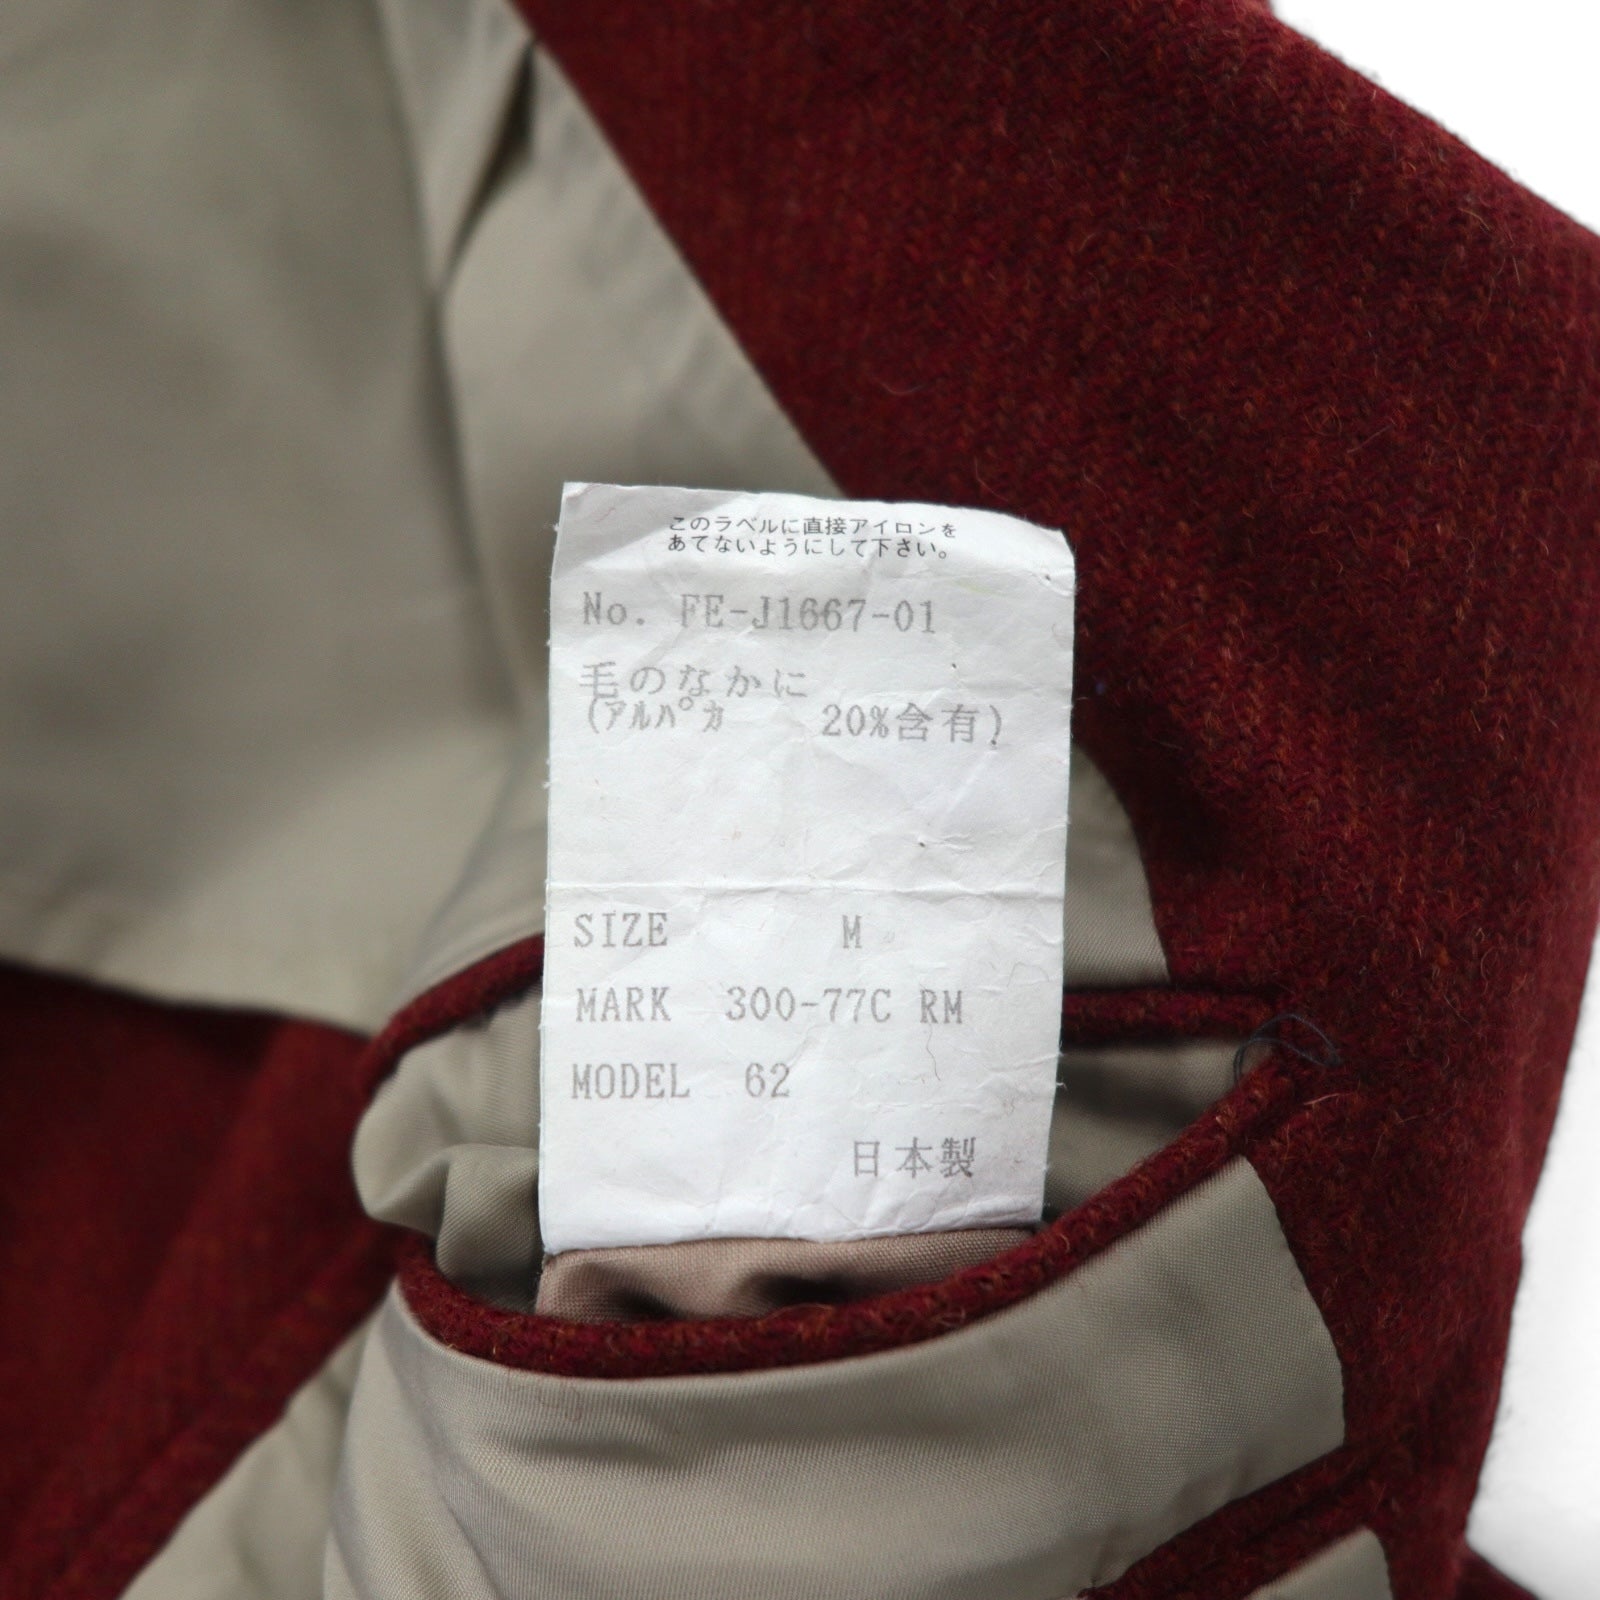 このラベルに直接アイロンを
あてないようにして下さい。
No. FE-J1667-01
毛のなかに
(ｱﾙﾊﾟｶ 20%含有)
SIZE M
MARK 300-77C RM
MODEL 62
日本製